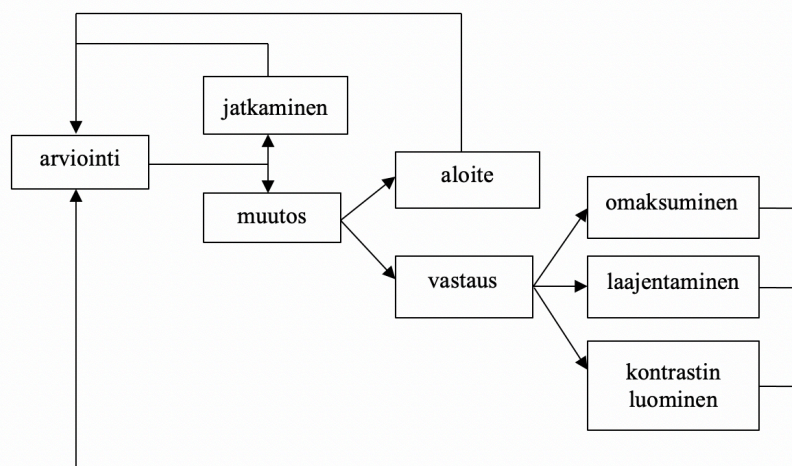 jatkaminen
arviointi
aloite
muutos
omaksuminen
vastaus
laajentaminen
kontrastin
luominen